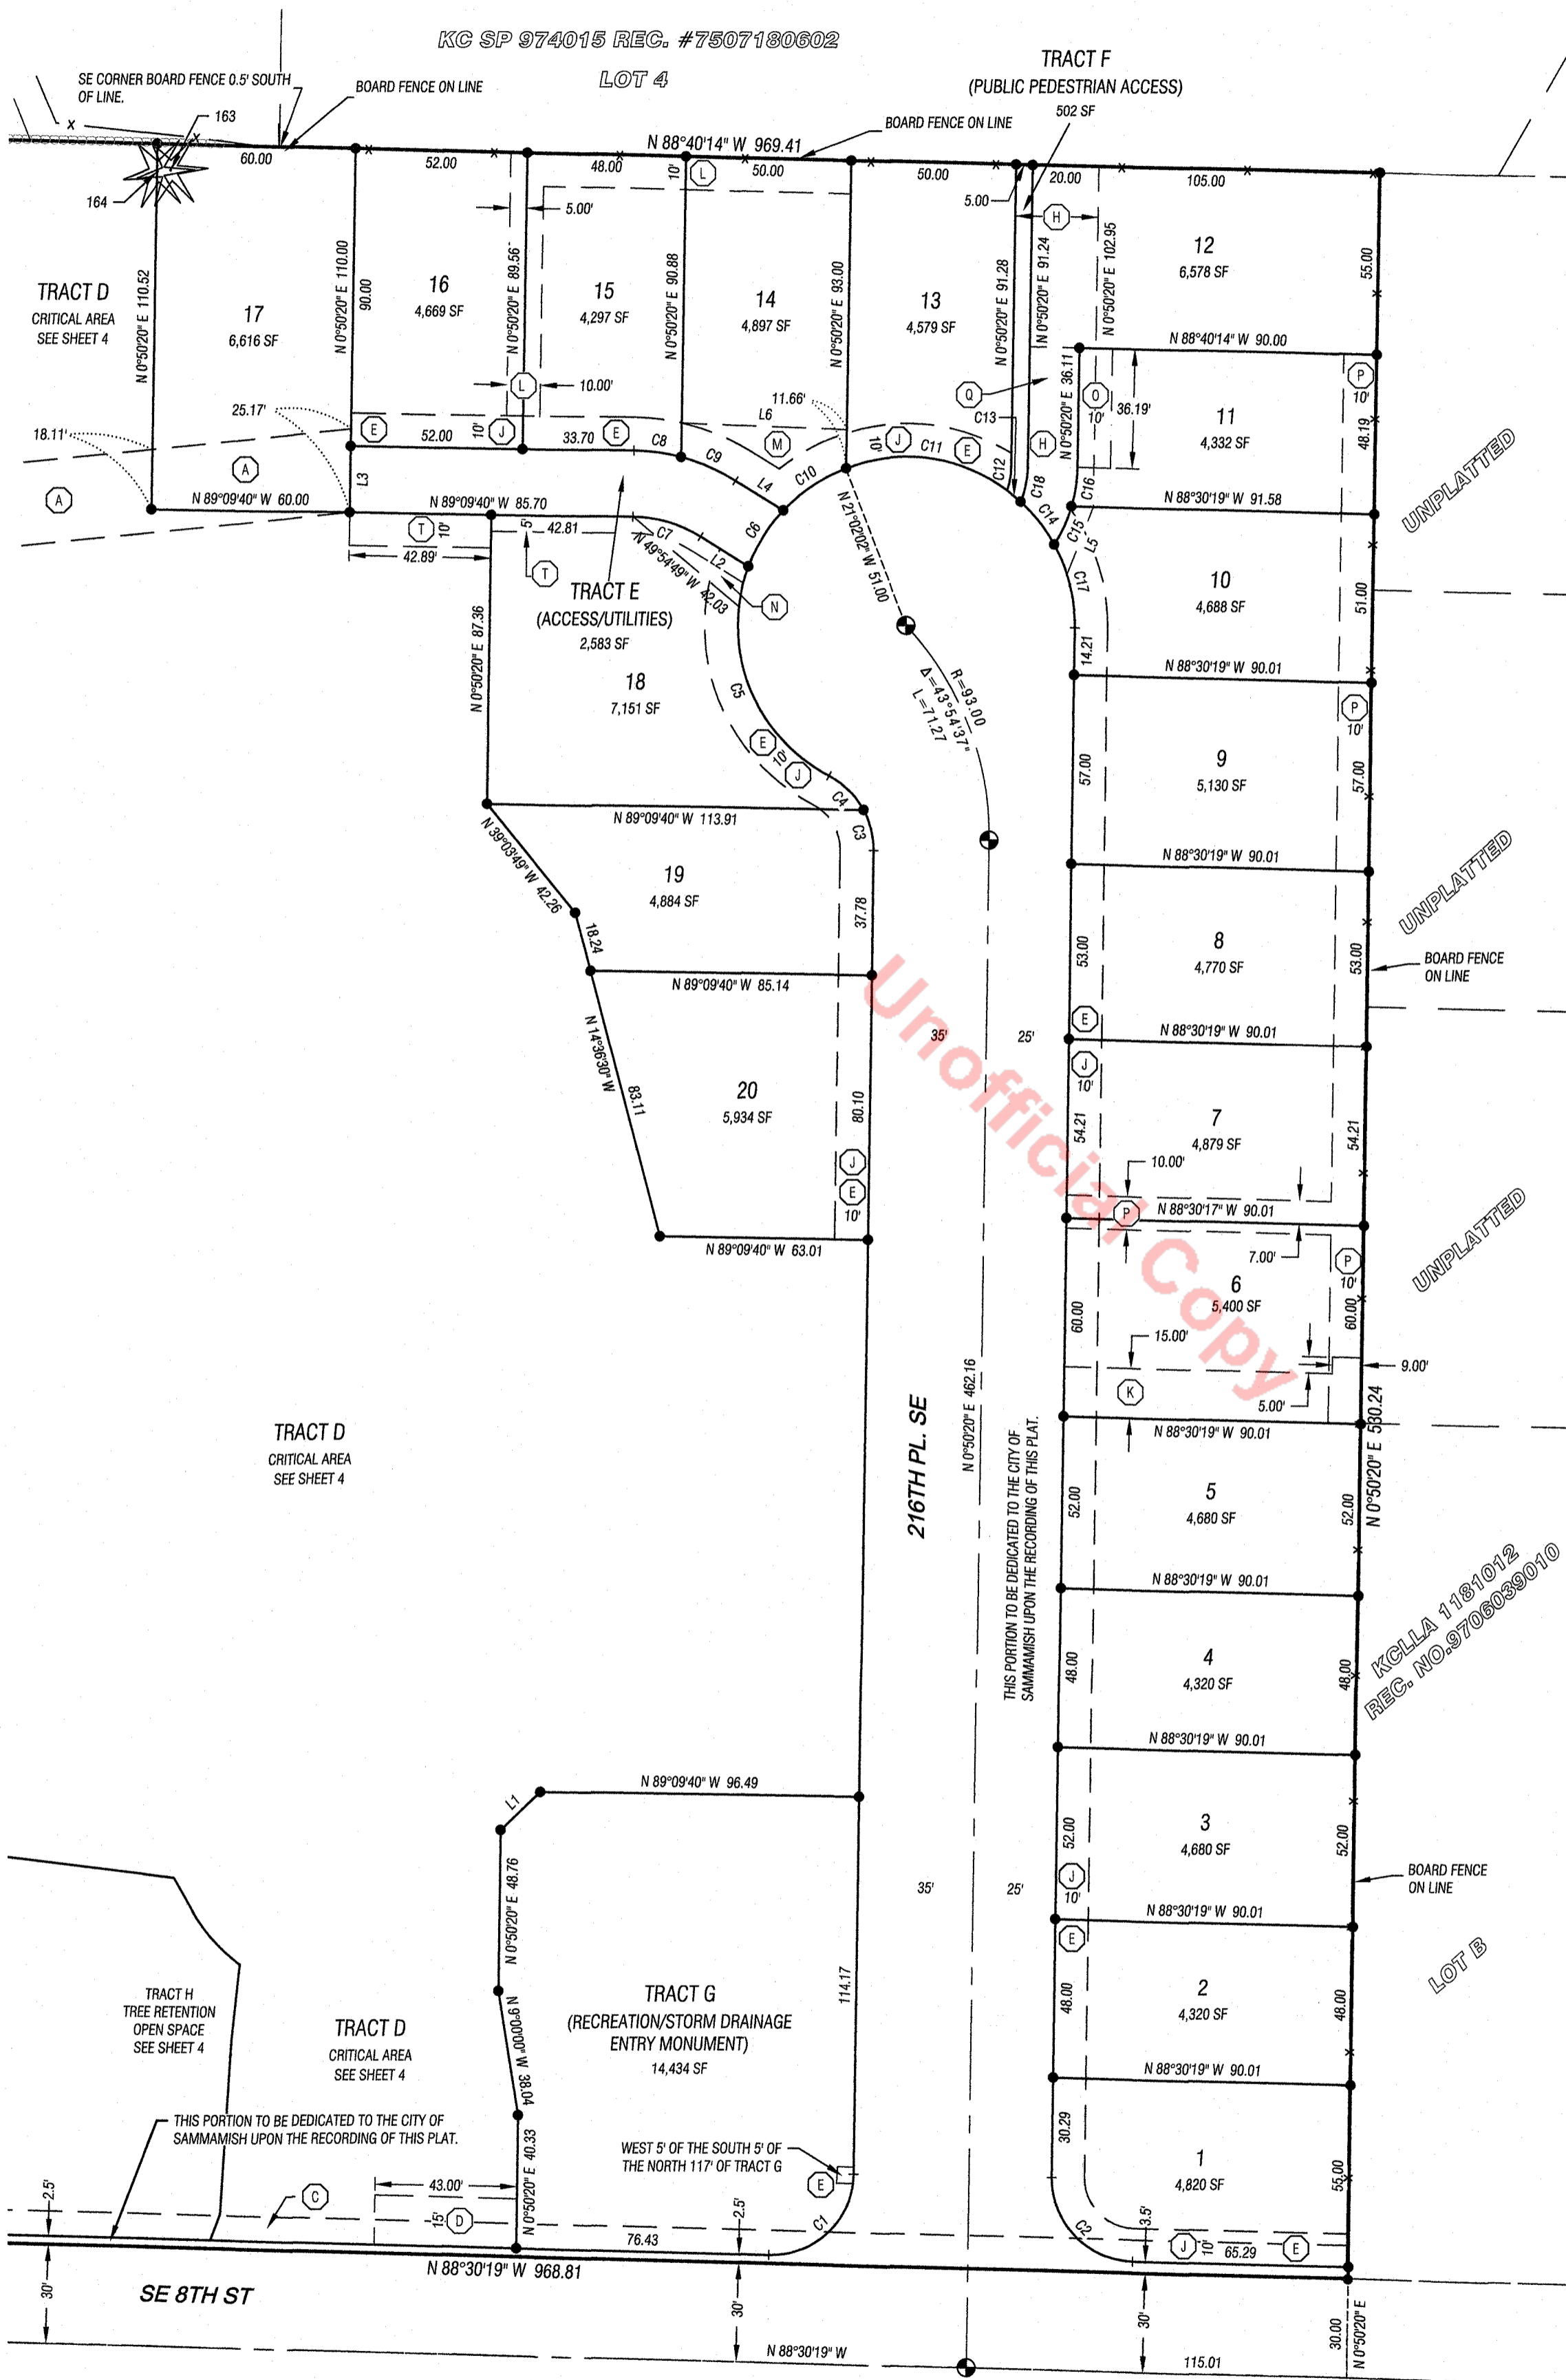 KC SP 974015 REC. #7507180602
LOT 4
TRACT F
(PUBLIC PEDESTRIAN ACCESS)
502 SF
SE CORNER BOARD FENCE 0.5' SOUTH
OF LINE.
BOARD FENCE ON LINE
163
164
BOARD FENCE ON LINE
N 88°40'14" W 969.41
60.00
52.00
48.00
10'
L
50.00
50.00
5.00
20.00
105.00
5.00'
H
TRACT D
CRITICAL AREA
SEE SHEET 4
N 0°50'20" E 110.52
17
6,616 SF
N 0°50'20" E 110.00
90.00
16
4,669 SF
N 0°50'20" E 89.56
15
4,297 SF
N 0°50'20" E 90.88
14
4,897 SF
N 0°50'20" E 93.00
13
4,579 SF
N 0°50'20" E 91.28
N 0°50'20" E 91.24
N 0°50'20" E 102.95
12
6,578 SF
55.00
N 88°40'14" W 90.00
L
10.00'
11.66'
Q
C13
N 0°50'20" E 36.11
O
10'
36.19'
P
10'
11
4,332 SF
48.19
UNPLATTED
18.11'
25.17'
A
A
E
52.00
J
10'
33.70
E
C8
L6
M
C9
L4
C10
10'
J
C11
E
C12
H
C18
C16
N 88°30'19" W 91.58
N 89°09'40" W 60.00
L3
N 89°09'40" W 85.70
T
10'
42.89'
5'
42.81
T
C7
L2
N 49°54'49" W 42.03
C6
N
N 21°02'02" W 51.00
C14
C15
L5
C17
10
4,688 SF
51.00
14.21
N 88°30'19" W 90.01
TRACT E
(ACCESS/UTILITIES)
2,583 SF
N 0°50'20" E 87.36
18
7,151 SF
C5
E
10'
J
C4
R=93.00
Δ=43°54'37"
L=71.27
P
10'
57.00
9
5,130 SF
57.00
N 89°09'40" W 113.91
C3
N 88°30'19" W 90.01
UNPLATTED
N 39°03'49" W 42.26
19
4,884 SF
37.78
18.24
N 89°09'40" W 85.14
53.00
8
4,770 SF
53.00
BOARD FENCE
ON LINE
35'
25'
E
N 88°30'19" W 90.01
J
10'
N 14°36'30" W
83.11
20
5,934 SF
80.10
J
E
10'
54.21
7
4,879 SF
54.21
10.00'
P
N 88°30'17" W 90.01
UNPLATTED
N 89°09'40" W 63.01
7.00'
P
10'
6
5,400 SF
60.00
60.00
15.00'
9.00'
K
5.00'
N 88°30'19" W 90.01
N 0°50'20" E 530.24
216TH PL. SE
N 0°50'20" E 462.16
THIS PORTION TO BE DEDICATED TO THE CITY OF
SAMMAMISH UPON THE RECORDING OF THIS PLAT.
TRACT D
CRITICAL AREA
SEE SHEET 4
52.00
5
4,680 SF
52.00
N 88°30'19" W 90.01
KCLLA 1181012
REC. NO.9706039010
48.00
4
4,320 SF
48.00
N 88°30'19" W 90.01
N 89°09'40" W 96.49
L1
52.00
3
4,680 SF
52.00
BOARD FENCE
ON LINE
35'
25'
J
10'
N 88°30'19" W 90.01
E
N 0°50'20" E 48.76
LOT B
TRACT H
TREE RETENTION
OPEN SPACE
SEE SHEET 4
TRACT D
CRITICAL AREA
SEE SHEET 4
N 9°00'00" W 38.04
TRACT G
(RECREATION/STORM DRAINAGE
ENTRY MONUMENT)
14,434 SF
114.17
48.00
2
4,320 SF
48.00
N 88°30'19" W 90.01
THIS PORTION TO BE DEDICATED TO THE CITY OF
SAMMAMISH UPON THE RECORDING OF THIS PLAT.
N 0°50'20" E 40.33
WEST 5' OF THE SOUTH 5' OF
THE NORTH 117' OF TRACT G
E
30.29
1
4,820 SF
55.00
2.5'
C
43.00'
15'
D
76.43
2.5'
C1
C2
3.5'
J
10'
65.29
E
N 88°30'19" W 968.81
SE 8TH ST
30'
30'
N 88°30'19" W
30'
115.01
30.00
N 0°50'20" E
Unofficial Copy